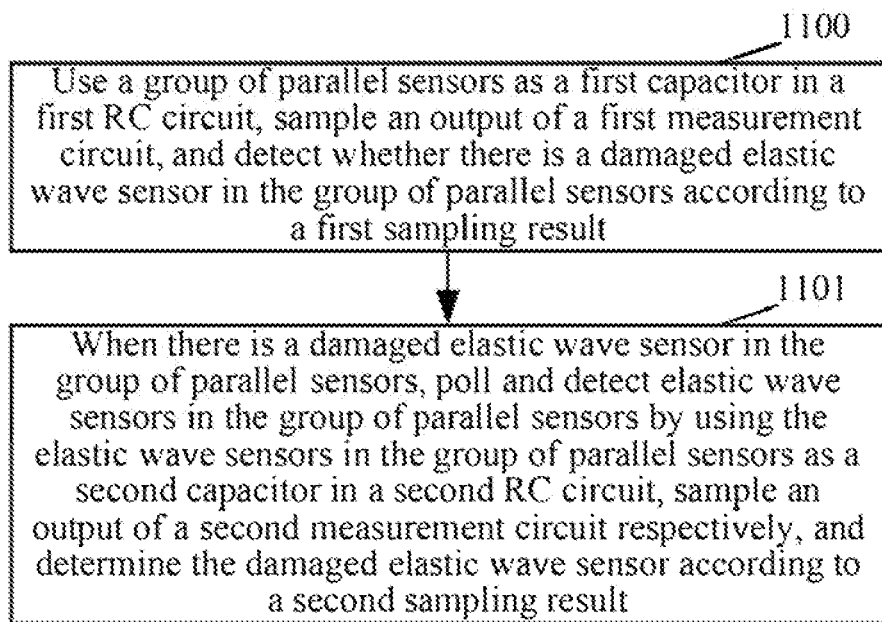 1100
Use a group of parallel sensors as a first capacitor in a
first RC circuit, sample an output of a first measurement
circuit, and detect whether there is a damaged elastic
wave sensor in the group of parallel sensors according to
a first sampling result
1101
When there is a damaged elastic wave sensor in the
group of parallel sensors, poll and detect elastic wave
sensors in the group of parallel sensors by using the
elastic wave sensors in the group of parallel sensors as a
second capacitor in a second RC circuit, sample an
output of a second measurement circuit respectively, and
determine the damaged elastic wave sensor according to
a second sampling result